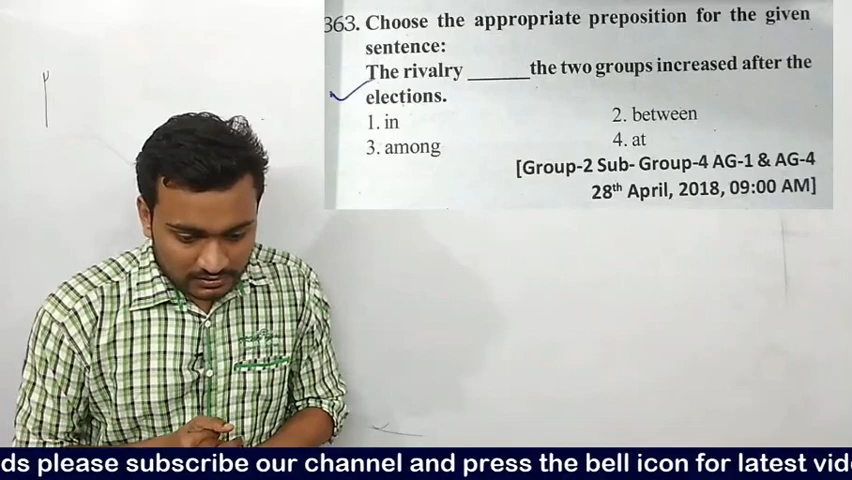 363. Choose the appropriate preposition for the given
sentence:
The rivalry ______the two groups increased after the
elections.
1. in
2. between
3. among
4. at
[Group-2 Sub- Group-4 AG-1 & AG-4
28th April, 2018, 09:00 AM]
ds please subscribe our channel and press the bell icon for latest vid